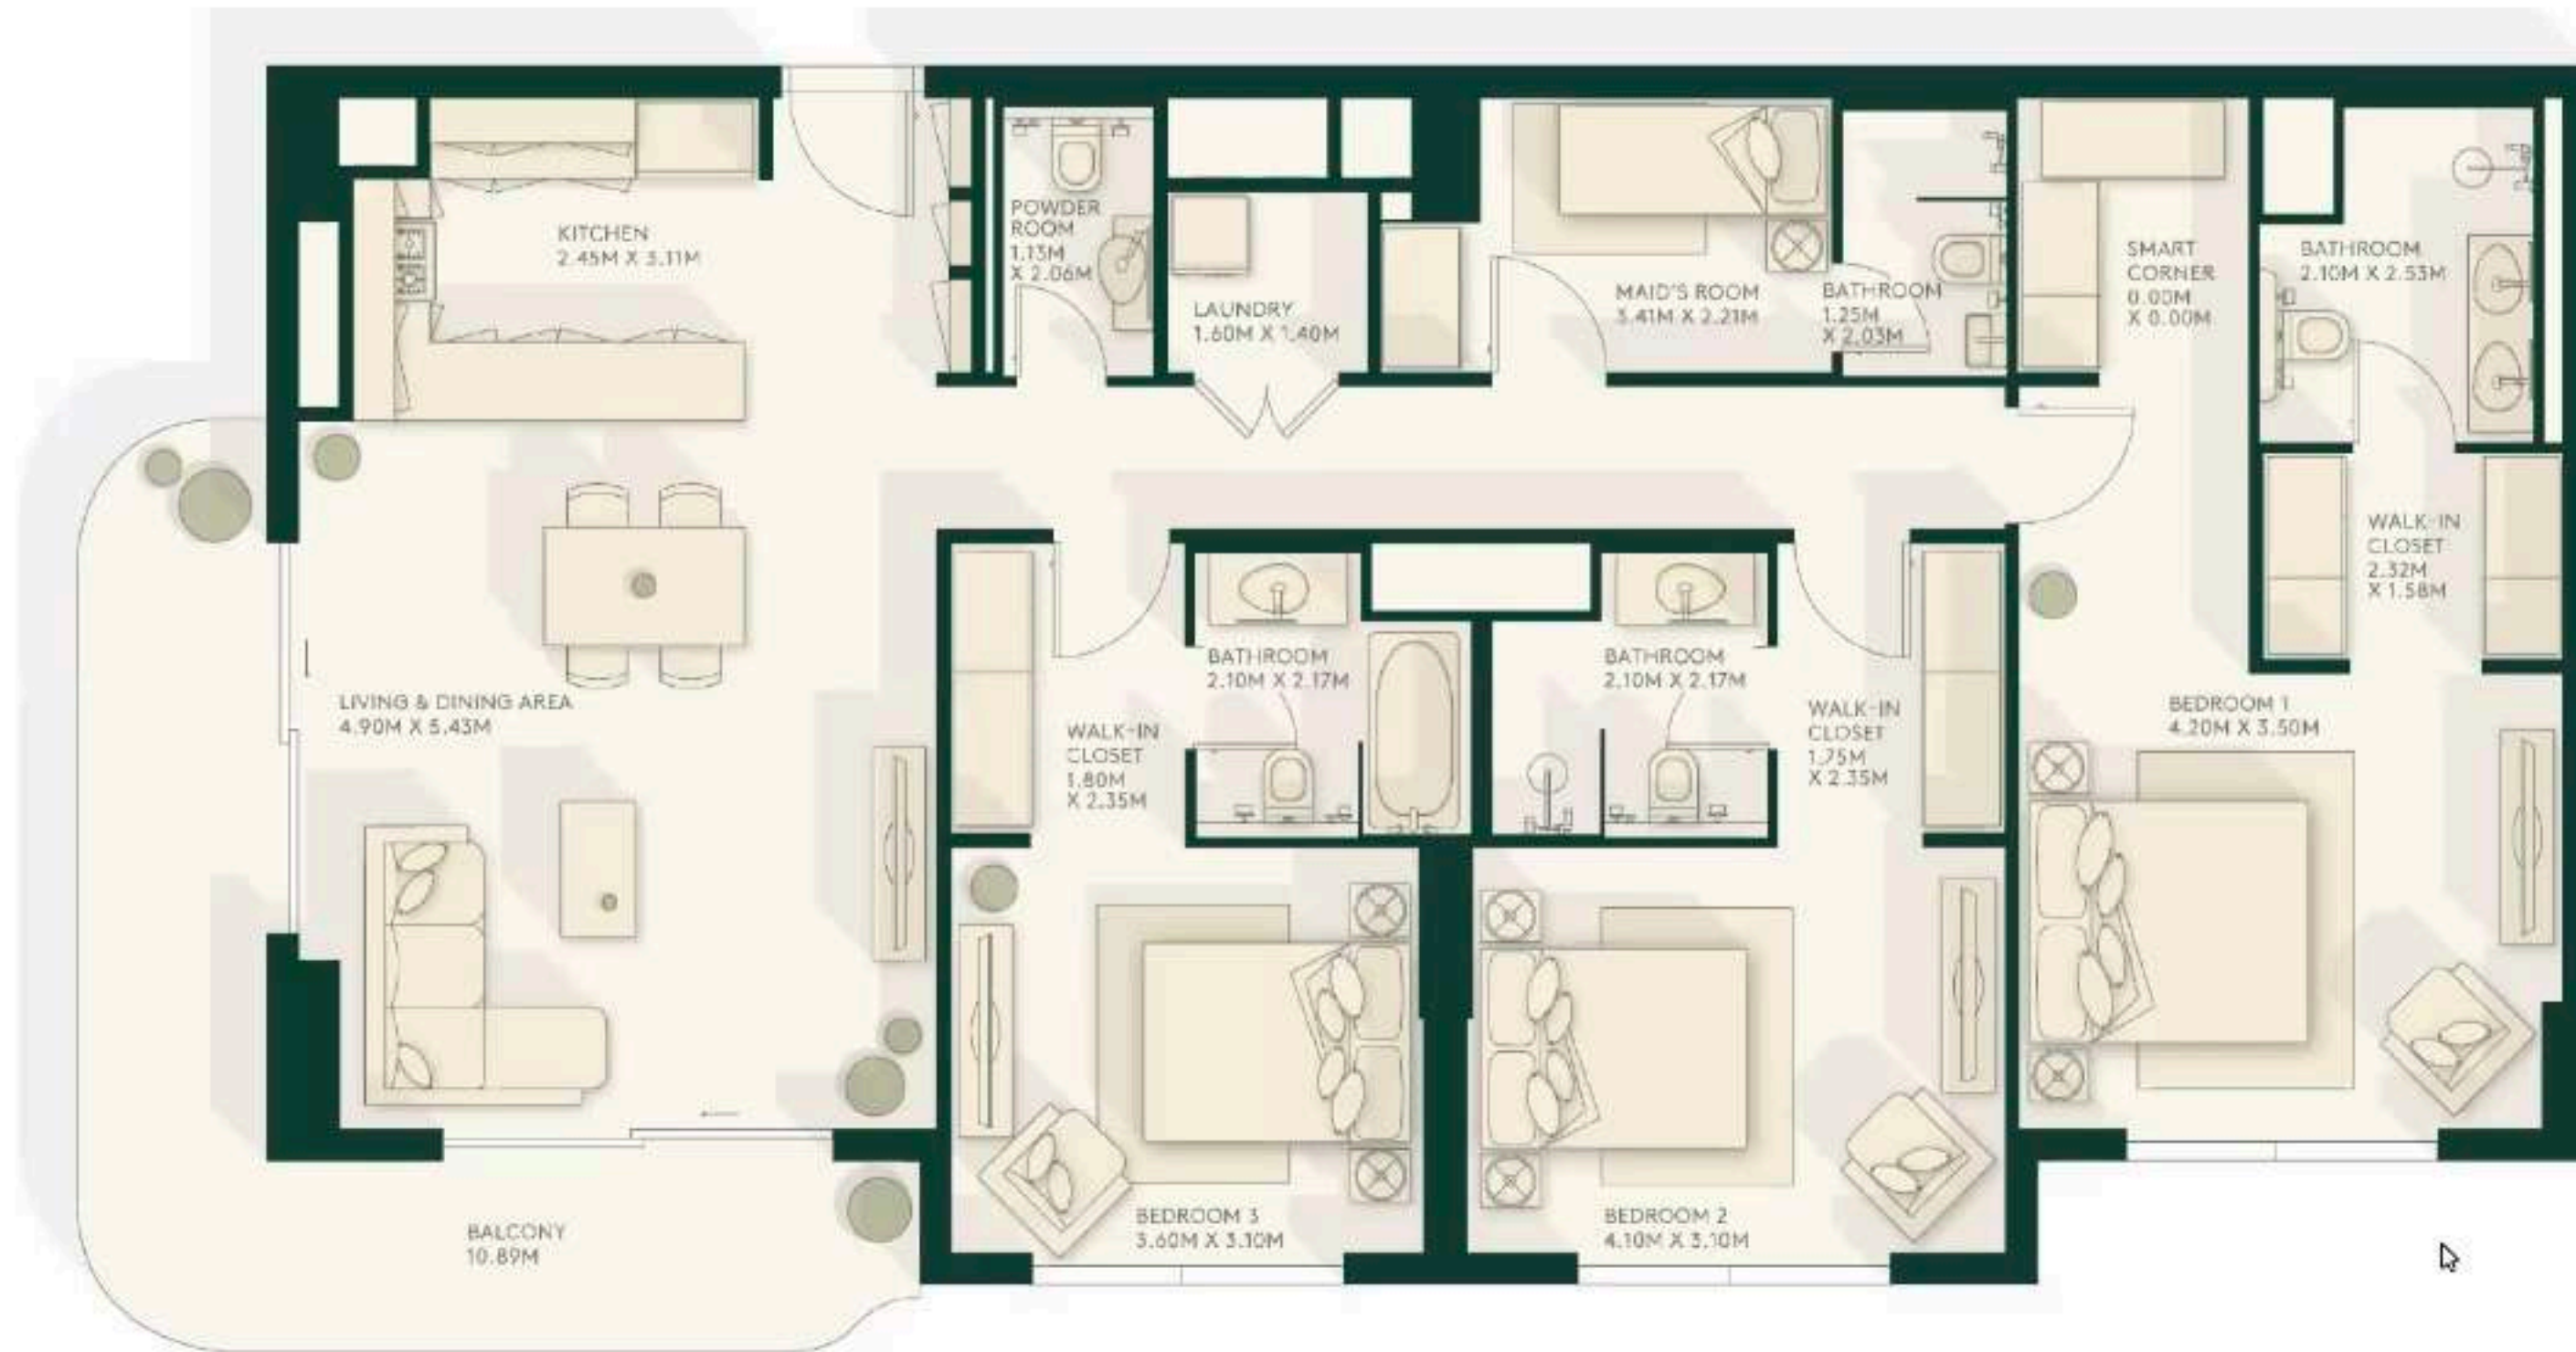 KITCHEN
2.45M X 3.11M
POWDER
ROOM
1.13M
X 2.06M
LAUNDRY
1.60M X 1.40M
MAID'S ROOM
3.41M X 2.21M
BATHROOM
1.25M
X 2.03M
SMART
CORNER
0.00M
X 0.00M
BATHROOM
2.10M X 2.53M
WALK-IN
CLOSET
2.32M
X 1.58M
LIVING & DINING AREA
4.90M X 5.43M
WALK-IN
CLOSET
1.80M
X 2.35M
BATHROOM
2.10M X 2.17M
BATHROOM
2.10M X 2.17M
WALK-IN
CLOSET
1.75M
X 2.35M
BEDROOM 1
4.20M X 3.50M
BALCONY
10.89M
BEDROOM 3
3.60M X 3.10M
BEDROOM 2
4.10M X 3.10M